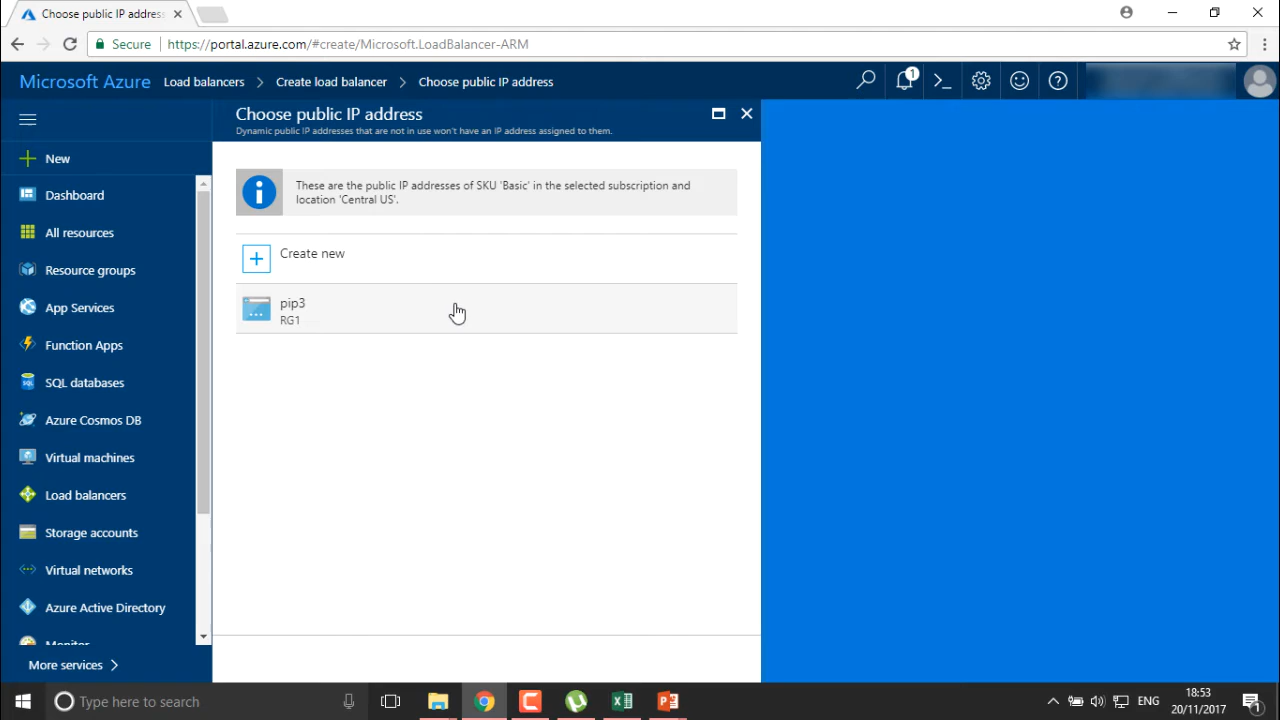 Choose public IP address
Secure
https://portal.azure.com/#create/Microsoft.LoadBalancer-ARM
Microsoft Azure
Load balancers
Create load balancer
Choose public IP address
1
Choose public IP address
Dynamic public IP addresses that are not in use won't have an IP address assigned to them.
New
Dashboard
All resources
Resource groups
App Services
Function Apps
SQL databases
Azure Cosmos DB
Virtual machines
Load balancers
Storage accounts
Virtual networks
Azure Active Directory
Monitor
More services
These are the public IP addresses of SKU 'Basic' in the selected subscription and
location 'Central US'.
Create new
pip3
RG1
Type here to search
ENG
18:53
20/11/2017
1